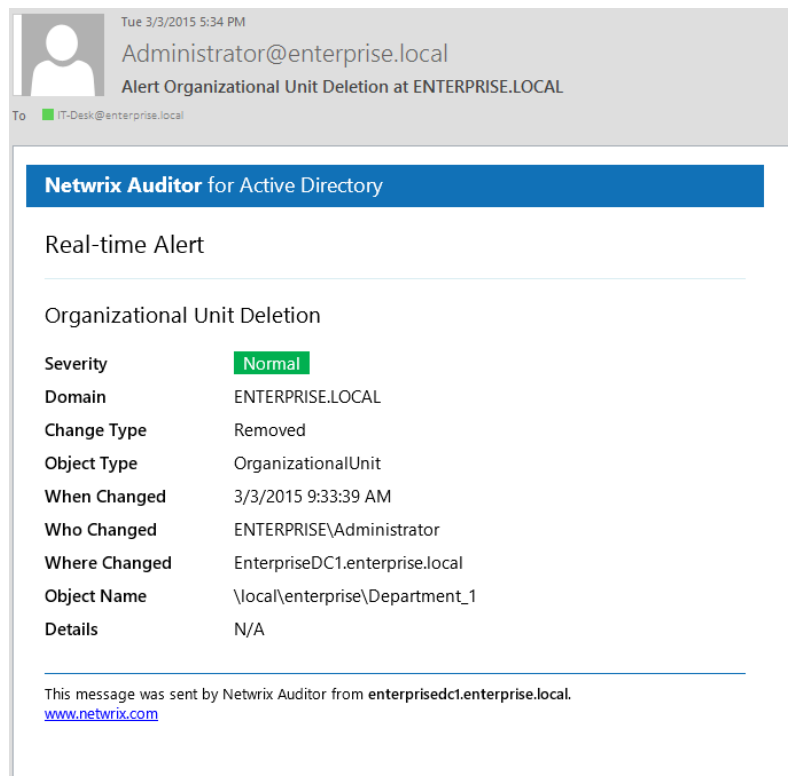 Tue 3/3/2015 5:34 PM
Administrator@enterprise.local
Alert Organizational Unit Deletion at ENTERPRISE.LOCAL
To IT-Desk@enterprise.local
Netwrix Auditor for Active Directory
Real-time Alert
Organizational Unit Deletion
Severity Normal
Domain ENTERPRISE.LOCAL
Change Type Removed
Object Type OrganizationalUnit
When Changed 3/3/2015 9:33:39 AM
Who Changed ENTERPRISE\Administrator
Where Changed EnterpriseDC1.enterprise.local
Object Name \local\enterprise\Department_1
Details N/A
This message was sent by Netwrix Auditor from enterprisedc1.enterprise.local.
www.netwrix.com